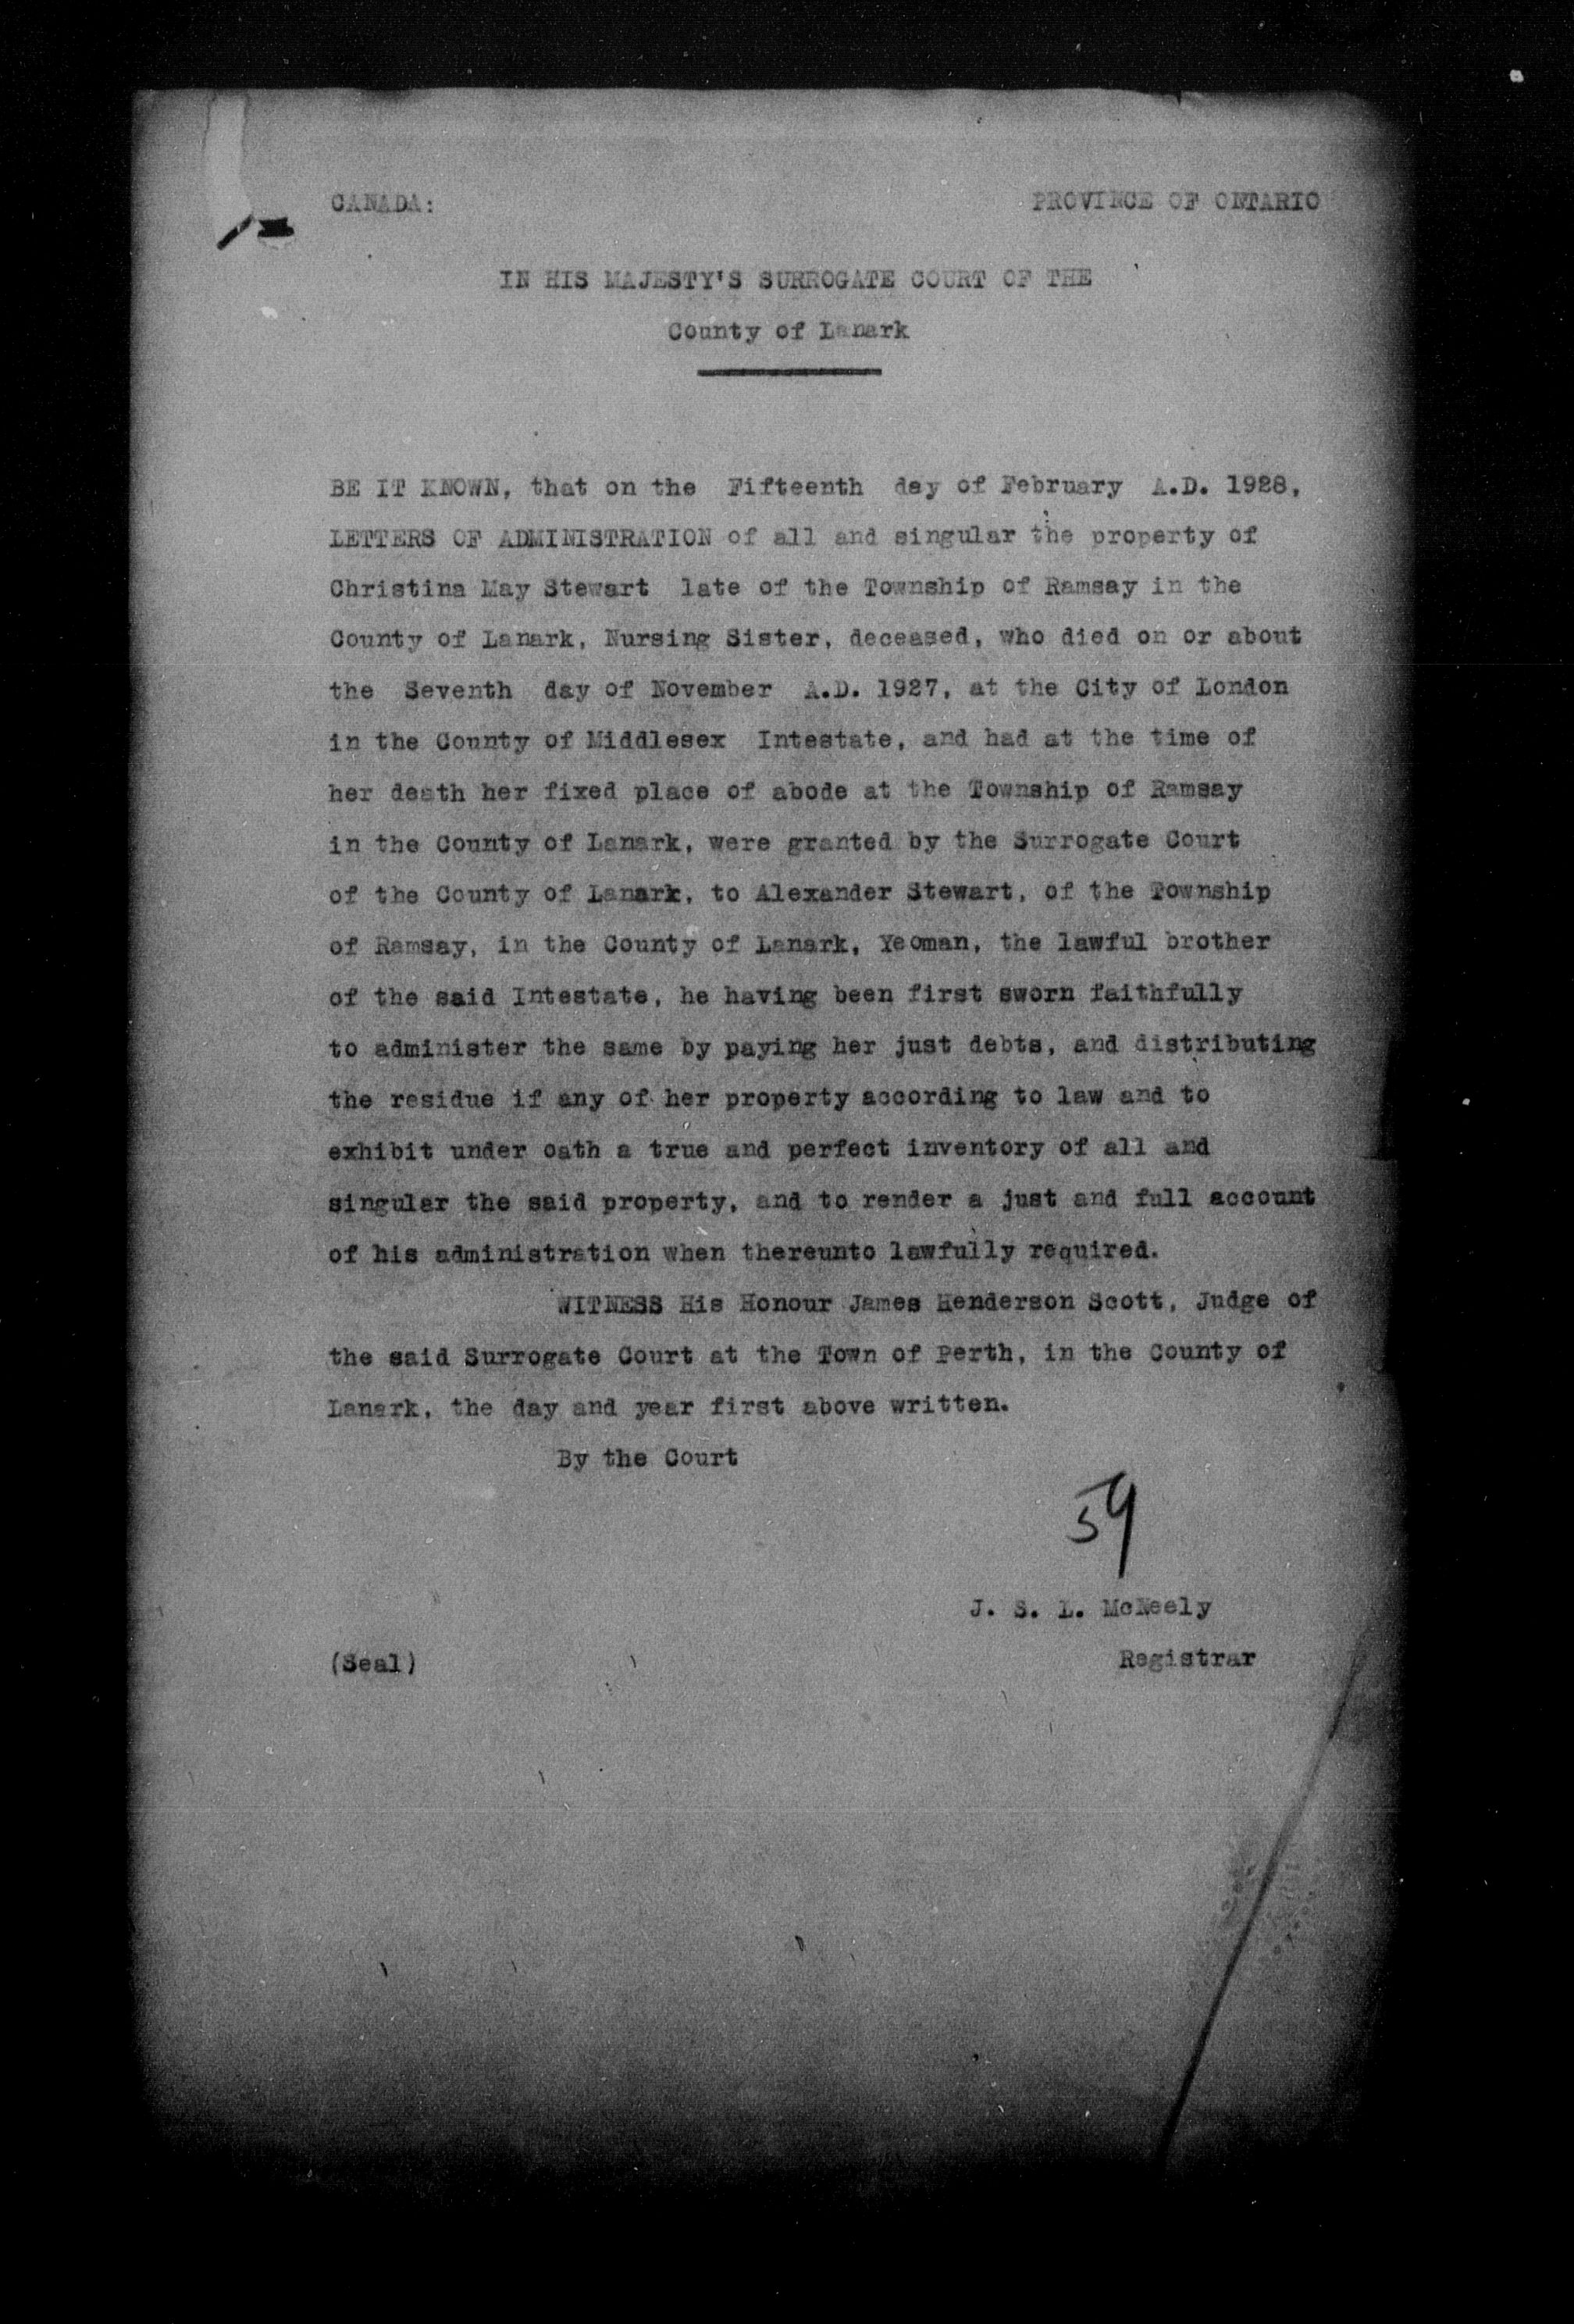 CANADA: PROVINCE OF ONTARIO
IN HIS MAJESTY'S SURROGATE COURT OF THE
County of Lanark
BE IT KNOWN, that on the Fifteenth day of February A.D. 1928,
LETTERS OF ADMINISTRATION of all and singular the property of
Christina May Stewart late of the Township of Ramsay in the
County of Lanark, Nursing Sister, deceased, who died on or about
the Seventh day of November A.D. 1927, at the City of London
in the County of Middlesex Intestate, and had at the time of
her death her fixed place of abode at the Township of Ramsay
in the County of Lanark, were granted by the Surrogate Court
of the County of Lanark, to Alexander Stewart, of the Township
of Ramsay, in the County of Lanark, Yeoman, the lawful brother
of the said Intestate, he having been first sworn faithfully
to administer the same by paying her just debts, and distributing
the residue if any of her property according to law and to
exhibit under oath a true and perfect inventory of all and
singular the said property, and to render a just and full account
of his administration when thereunto lawfully required.
WITNESS His Honour James Henderson Scott, Judge of
the said Surrogate Court at the Town of Perth, in the County of
Lanark, the day and year first above written.
By the Court
59
J. S. L. McNeely
(Seal) Registrar